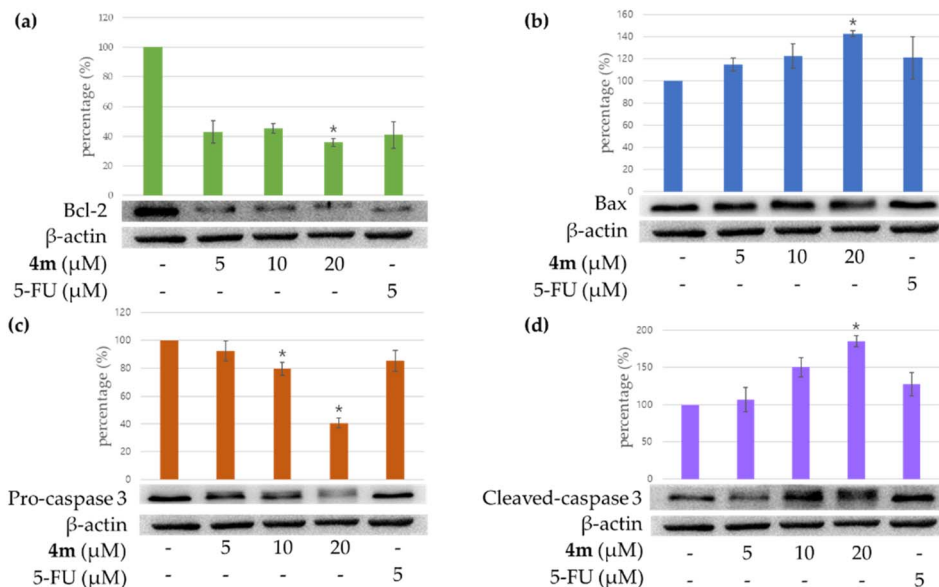 (a)
percentage (%)
120
100
80
60
40
20
0
*
Bcl-2
β-actin
4m (µM) - 5 10 20 -
5-FU (µM) - - - - 5
(b)
percentage (%)
160
140
120
100
80
60
40
20
0
*
Bax
β-actin
4m (µM) - 5 10 20 -
5-FU (µM) - - - - 5
(c)
percentage (%)
120
100
80
60
40
20
0
*
*
Pro-caspase 3
β-actin
4m (µM) - 5 10 20 -
5-FU (µM) - - - - 5
(d)
percentage (%)
200
150
100
50
0
*
Cleaved-caspase 3
β-actin
4m (µM) - 5 10 20 -
5-FU (µM) - - - - 5